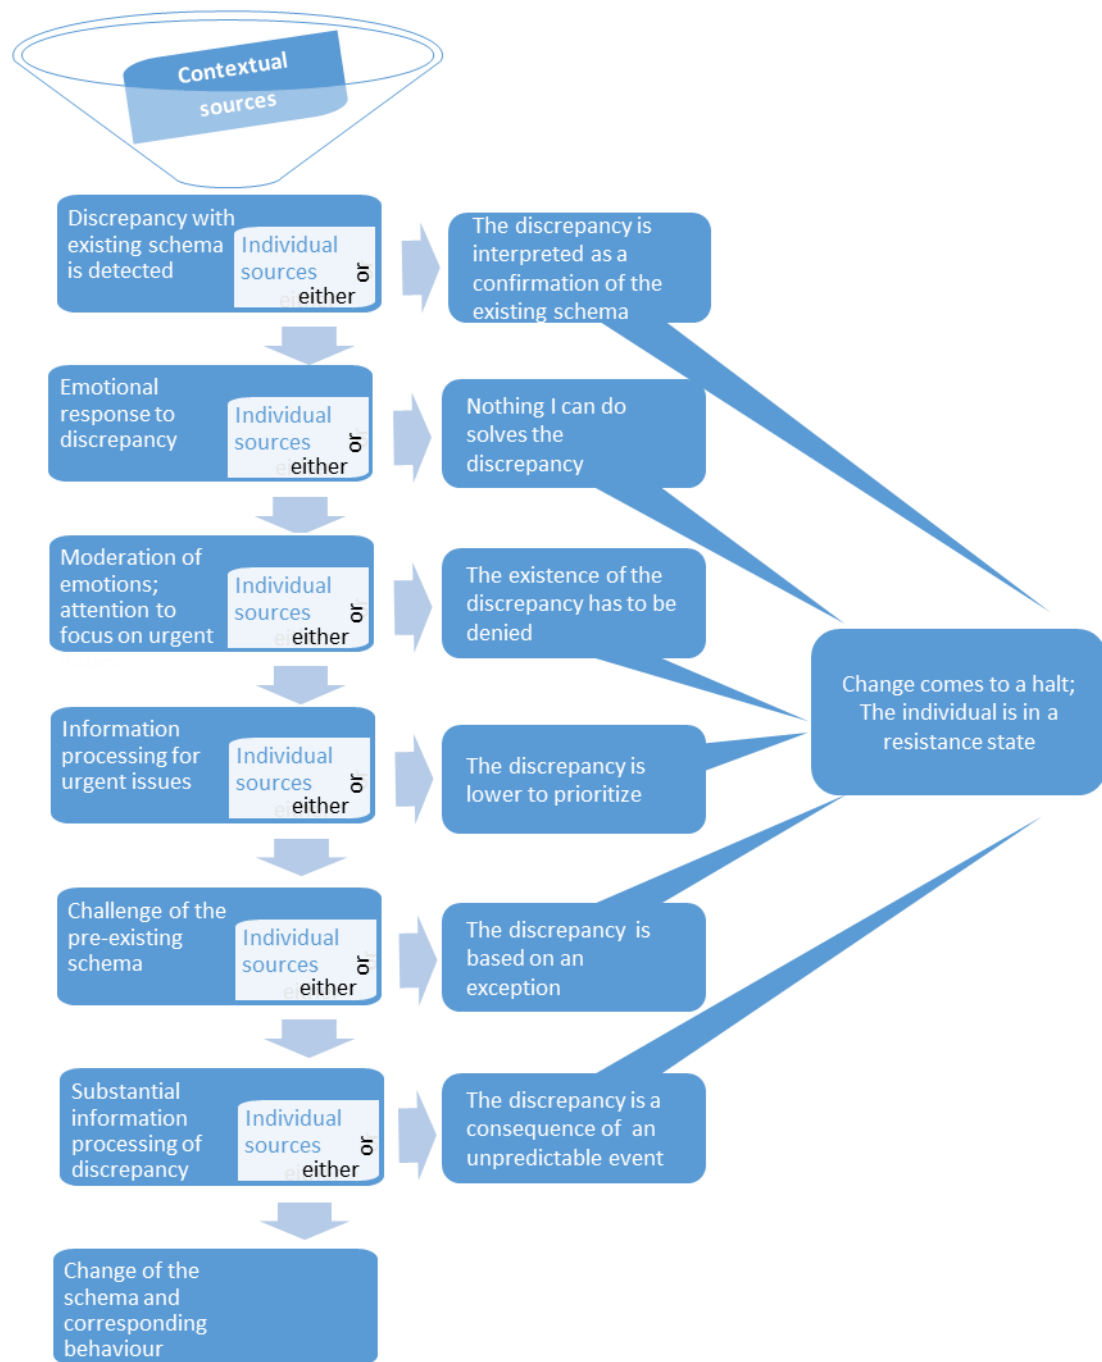 Contextual
sources
Discrepancy with
existing schema
is detected
Individual
sources
either
or
The discrepancy is
interpreted as a
confirmation of the
existing schema
Emotional
response to
discrepancy
Individual
sources
either
or
Nothing I can do
solves the
discrepancy
Moderation of
emotions;
attention to
focus on urgent
Individual
sources
either
or
The existence of the
discrepancy has to be
denied
Change comes to a halt;
The individual is in a
resistance state
Information
processing for
urgent issues
Individual
sources
either
or
The discrepancy is
lower to prioritize
Challenge of the
pre-existing
schema
Individual
sources
either
or
The discrepancy is
based on an
exception
Substantial
information
processing of
discrepancy
Individual
sources
either
or
The discrepancy is a
consequence of an
unpredictable event
Change of the
schema and
corresponding
behaviour